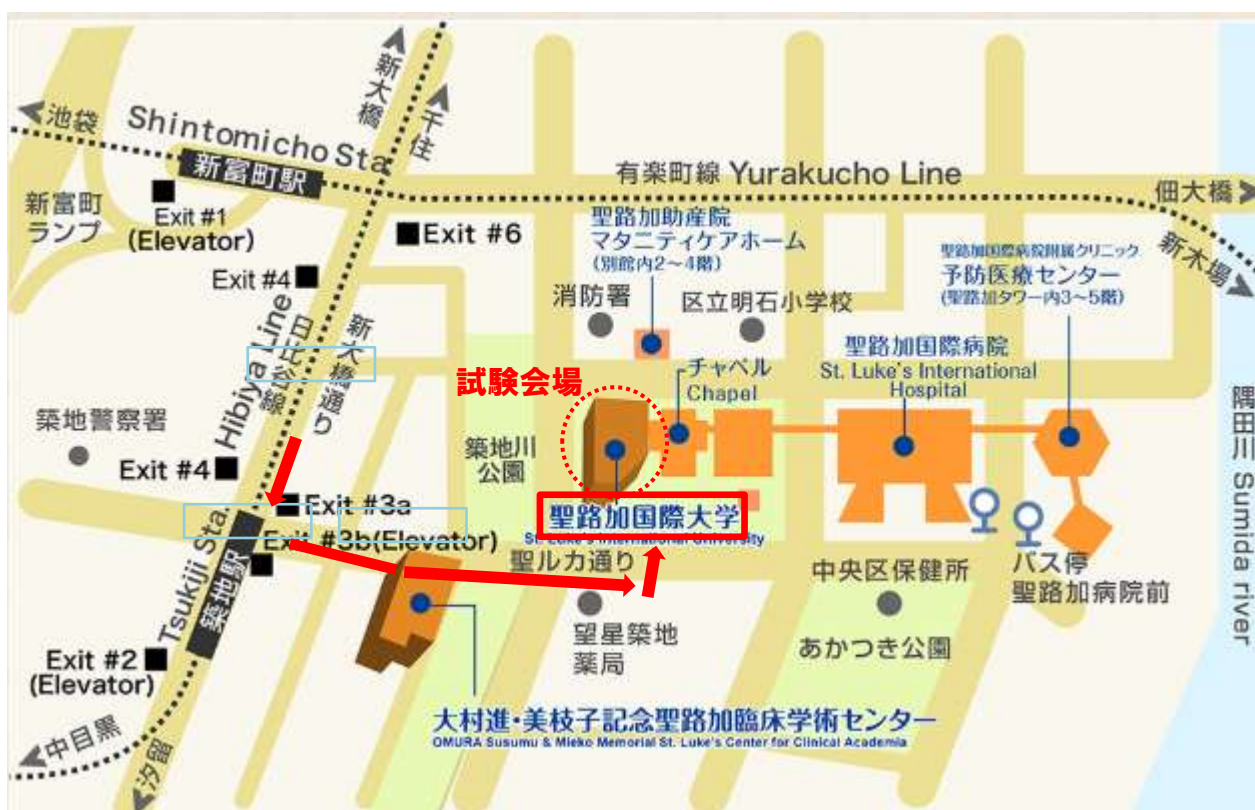 新大橋
千住
池袋
Shintomicho Sta.
新富町駅
有楽町線 Yurakucho Line
佃大橋
新木場
新富町
ランプ
Exit #1
(Elevator)
Exit #6
聖路加助産院
マタニティケアホーム
(別館内2～4階)
聖路加国際病院附属クリニック
予防医療センター
(聖路加タワー内3～5階)
Exit #4
消防署
区立明石小学校
Hibiya Line
日比谷線
新大橋通り
試験会場
チャペル
Chapel
聖路加国際病院
St. Luke's International
Hospital
隅田川 Sumida river
築地警察署
築地川
公園
Exit #4
Exit #3a
聖路加国際大学
St. Luke's International University
Exit #3b(Elevator)
Tsukiji Sta.
築地駅
聖ルカ通り
中央区保健所
バス停
聖路加病院前
望星築地
薬局
あかつき公園
Exit #2
(Elevator)
大村進・美枝子記念聖路加臨床学術センター
OMURA Susumu & Mieko Memorial St. Luke's Center for Clinical Academia
中目黒
汐留